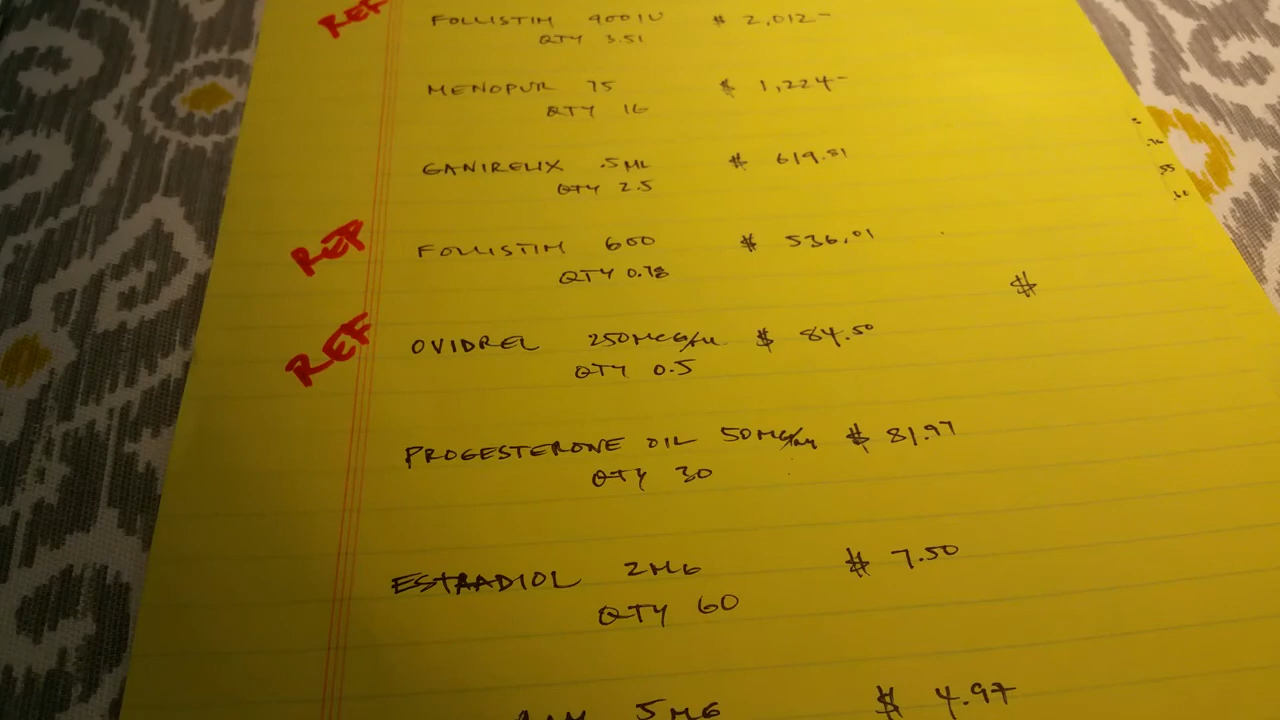 REF FOLLISTIM 900 IU $ 2,012-
QTY 3.51
MENOPUR 75 $ 1,224-
QTY 16
GANIRELIX .5ML $ 619.81
QTY 2.5
REF FOLLISTIM 600 $ 536.01
QTY 0.78
$
REF OVIDREL 250MCG/ML $ 84.50
QTY 0.5
PROGESTERONE OIL 50MG/ML $ 81.97
QTY 30
ESTRADIOL 2MG $ 7.50
QTY 60
5MG $ 4.97